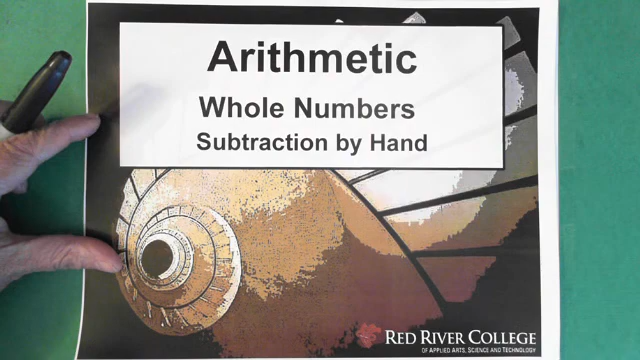 Arithmetic
Whole Numbers
Subtraction by Hand
RED RIVER COLLEGE
OF APPLIED ARTS, SCIENCE AND TECHNOLOGY